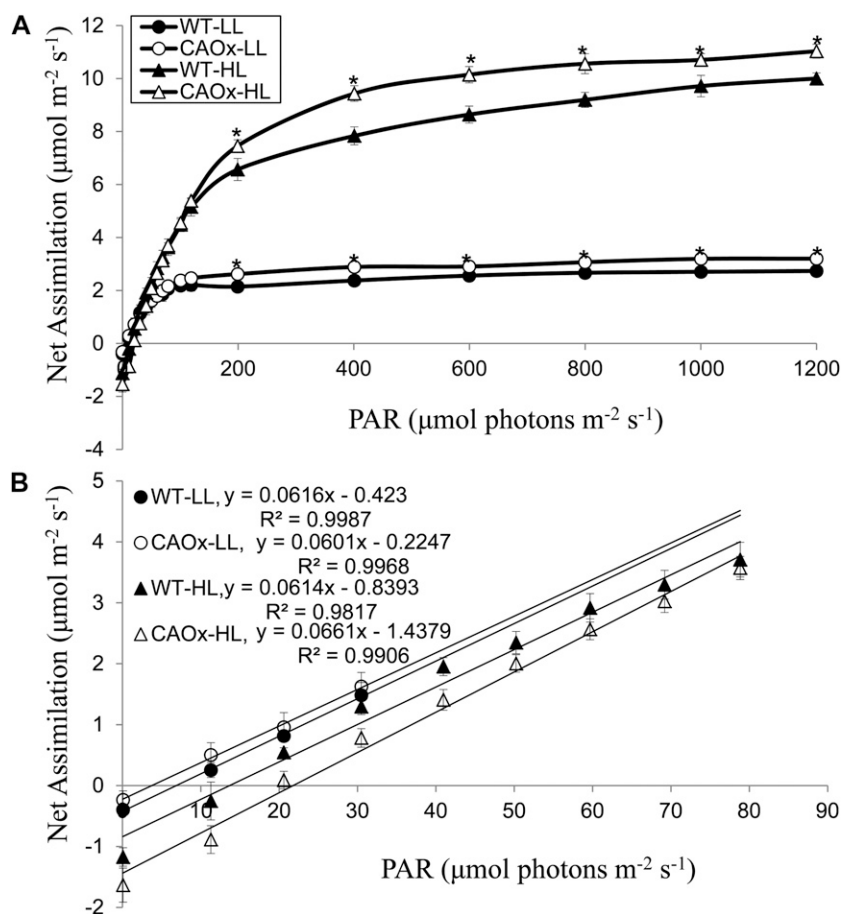 A
WT-LL
CAOx-LL
WT-HL
CAOx-HL
Net Assimilation (µmol m⁻² s⁻¹)
12
10
8
6
4
2
0
-2
-4
200 400 600 800 1000 1200
PAR (µmol photons m⁻² s⁻¹)
* * * * * * *
* * * * * * *
B
WT-LL, y = 0.0616x - 0.423
R² = 0.9987
CAOx-LL, y = 0.0601x - 0.2247
R² = 0.9968
WT-HL, y = 0.0614x - 0.8393
R² = 0.9817
CAOx-HL, y = 0.0661x - 1.4379
R² = 0.9906
Net Assimilation (µmol m⁻² s⁻¹)
5
4
3
2
1
0
-1
-2
10 20 30 40 50 60 70 80 90
PAR (µmol photons m⁻² s⁻¹)